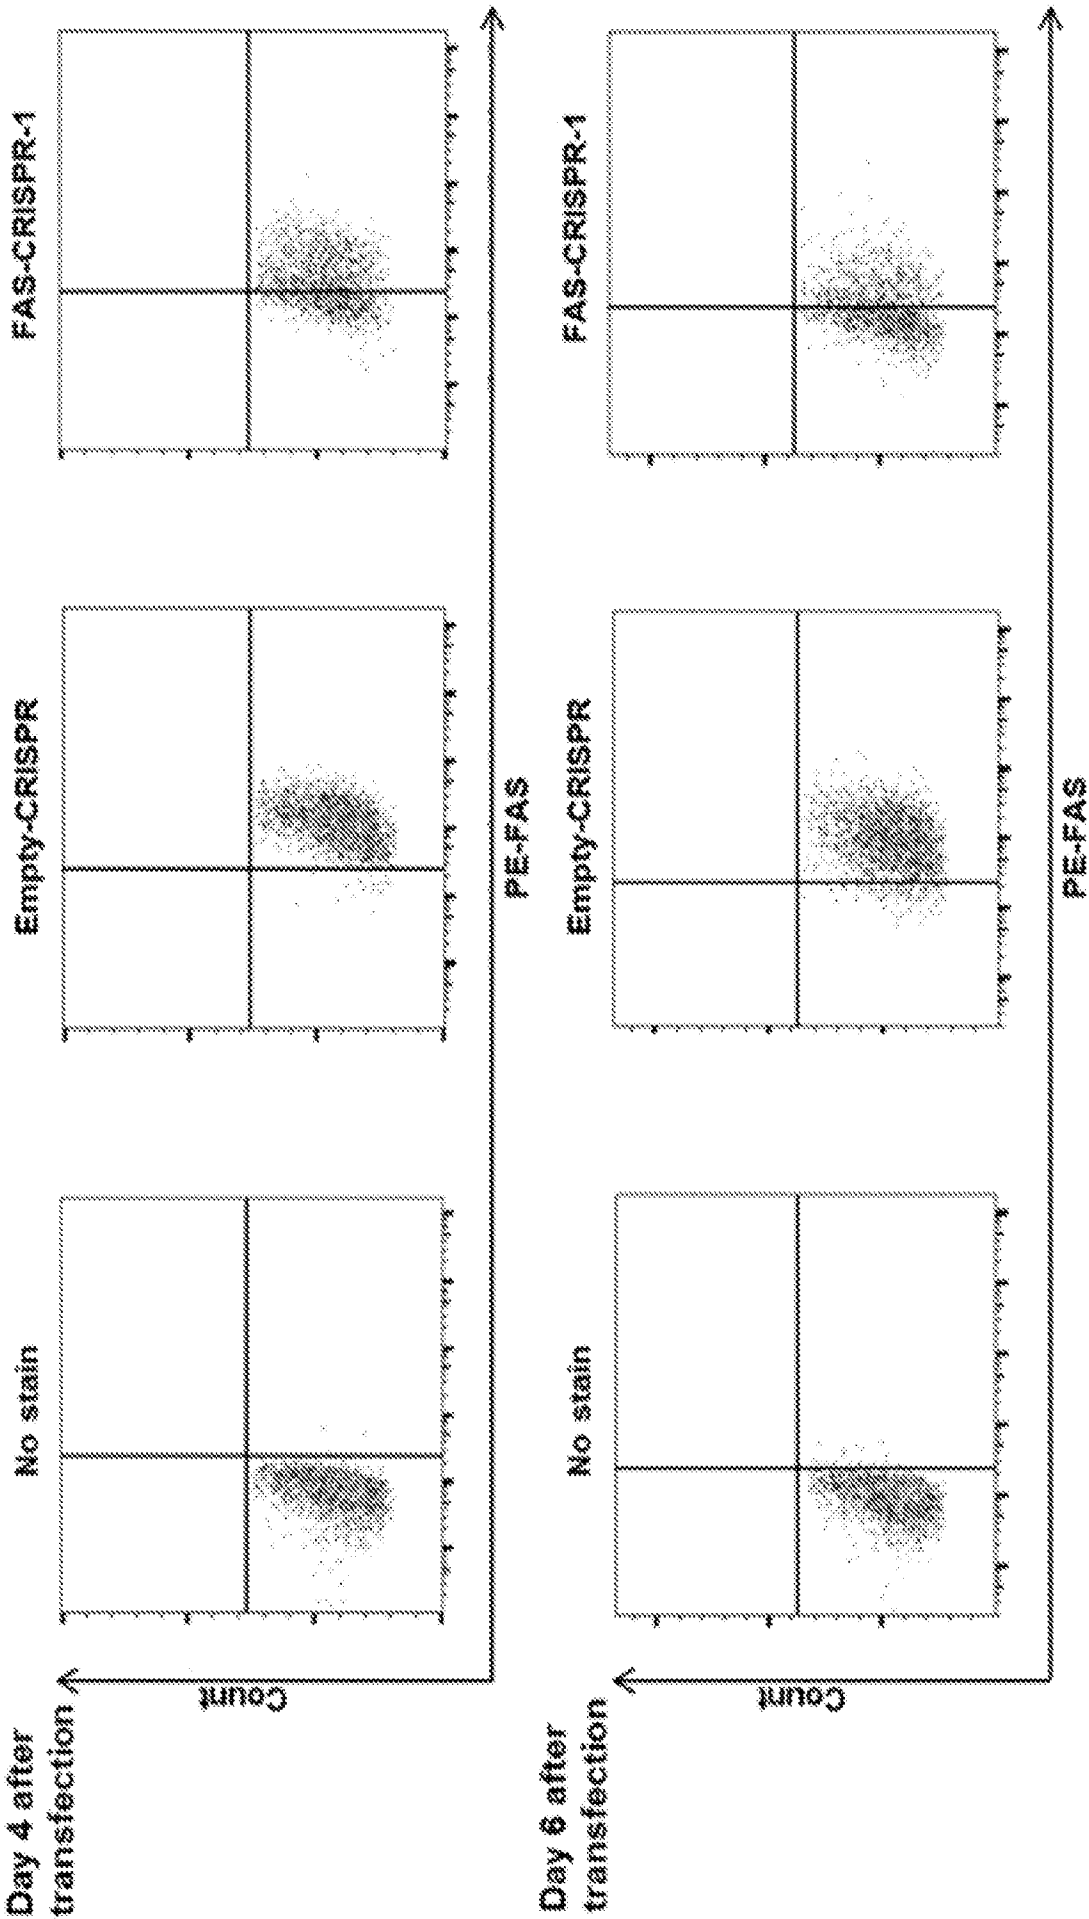 Day 4 after
transfection
No stain
Empty-CRISPR
FAS-CRISPR-1
Count
PE-FAS
Day 6 after
transfection
No stain
Empty-CRISPR
FAS-CRISPR-1
Count
PE-FAS